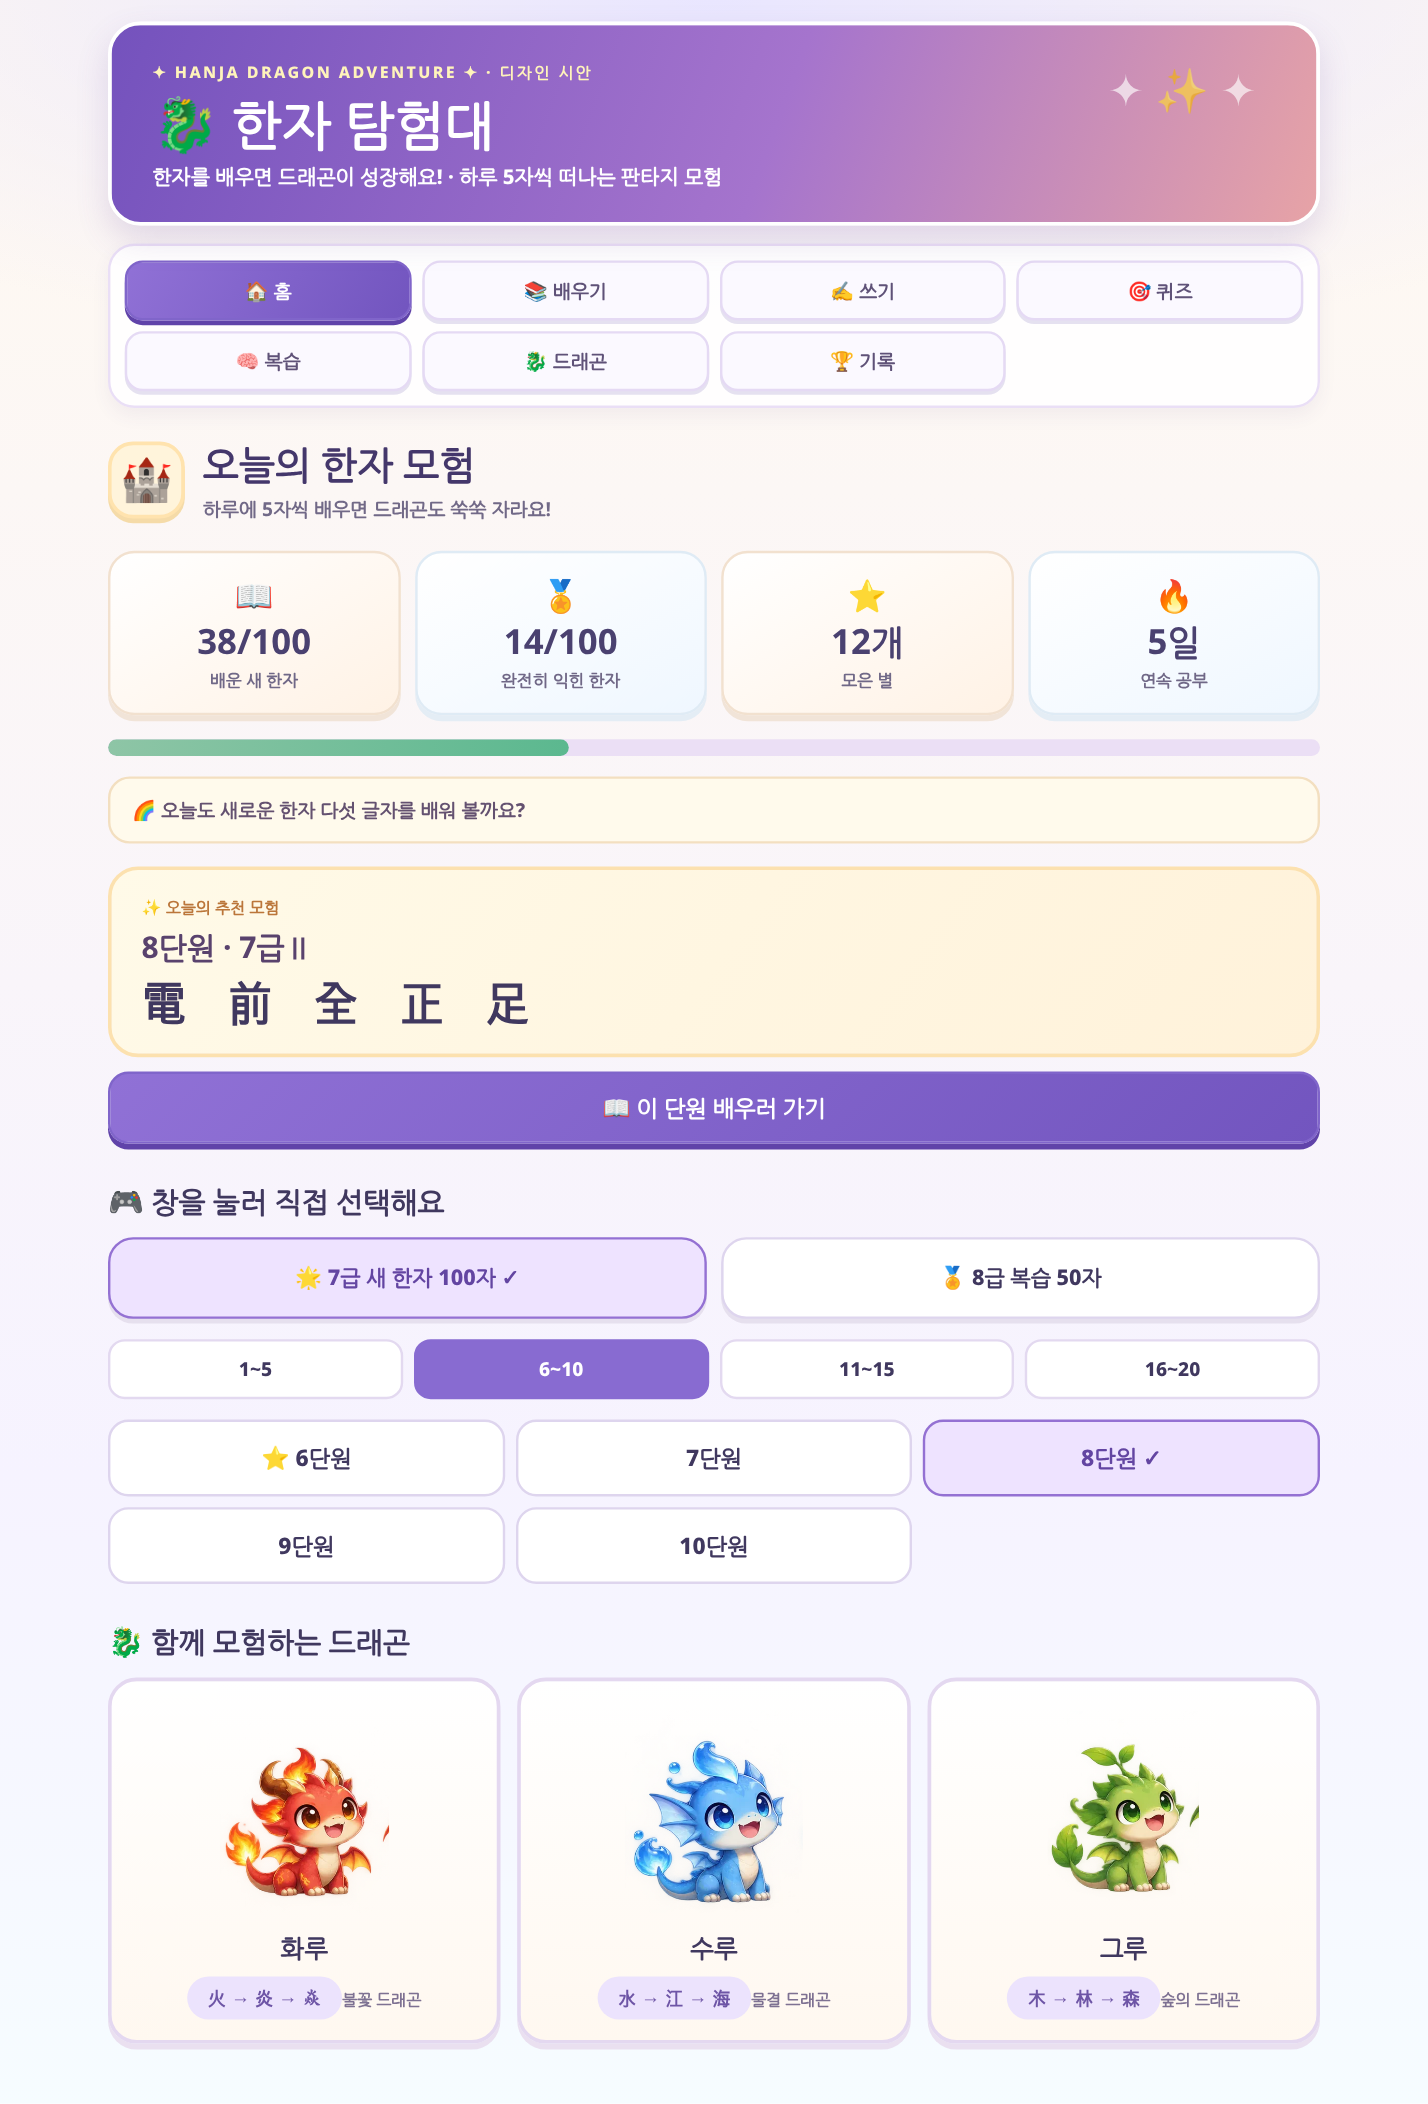 ✦ HANJA DRAGON ADVENTURE ✦ · 디자인 시안
🐉 한자 탐험대
한자를 배우면 드래곤이 성장해요! · 하루 5자씩 떠나는 판타지 모험
🏠 홈
📚 배우기
✍️ 쓰기
🎯 퀴즈
🧠 복습
🐉 드래곤
🏆 기록
오늘의 한자 모험
하루에 5자씩 배우면 드래곤도 쑥쑥 자라요!
38/100
배운 새 한자
14/100
완전히 익힌 한자
12개
모은 별
5일
연속 공부
🌈 오늘도 새로운 한자 다섯 글자를 배워 볼까요?
✨ 오늘의 추천 모험
8단원 · 7급Ⅱ
電 前 全 正 足
📖 이 단원 배우러 가기
🎮 창을 눌러 직접 선택해요
🌟 7급 새 한자 100자 ✓
🏅 8급 복습 50자
1~5
6~10
11~15
16~20
⭐ 6단원
7단원
8단원 ✓
9단원
10단원
🐉 함께 모험하는 드래곤
화루
火 → 炎 → 焱 불꽃 드래곤
수루
水 → 江 → 海 물결 드래곤
그루
木 → 林 → 森 숲의 드래곤